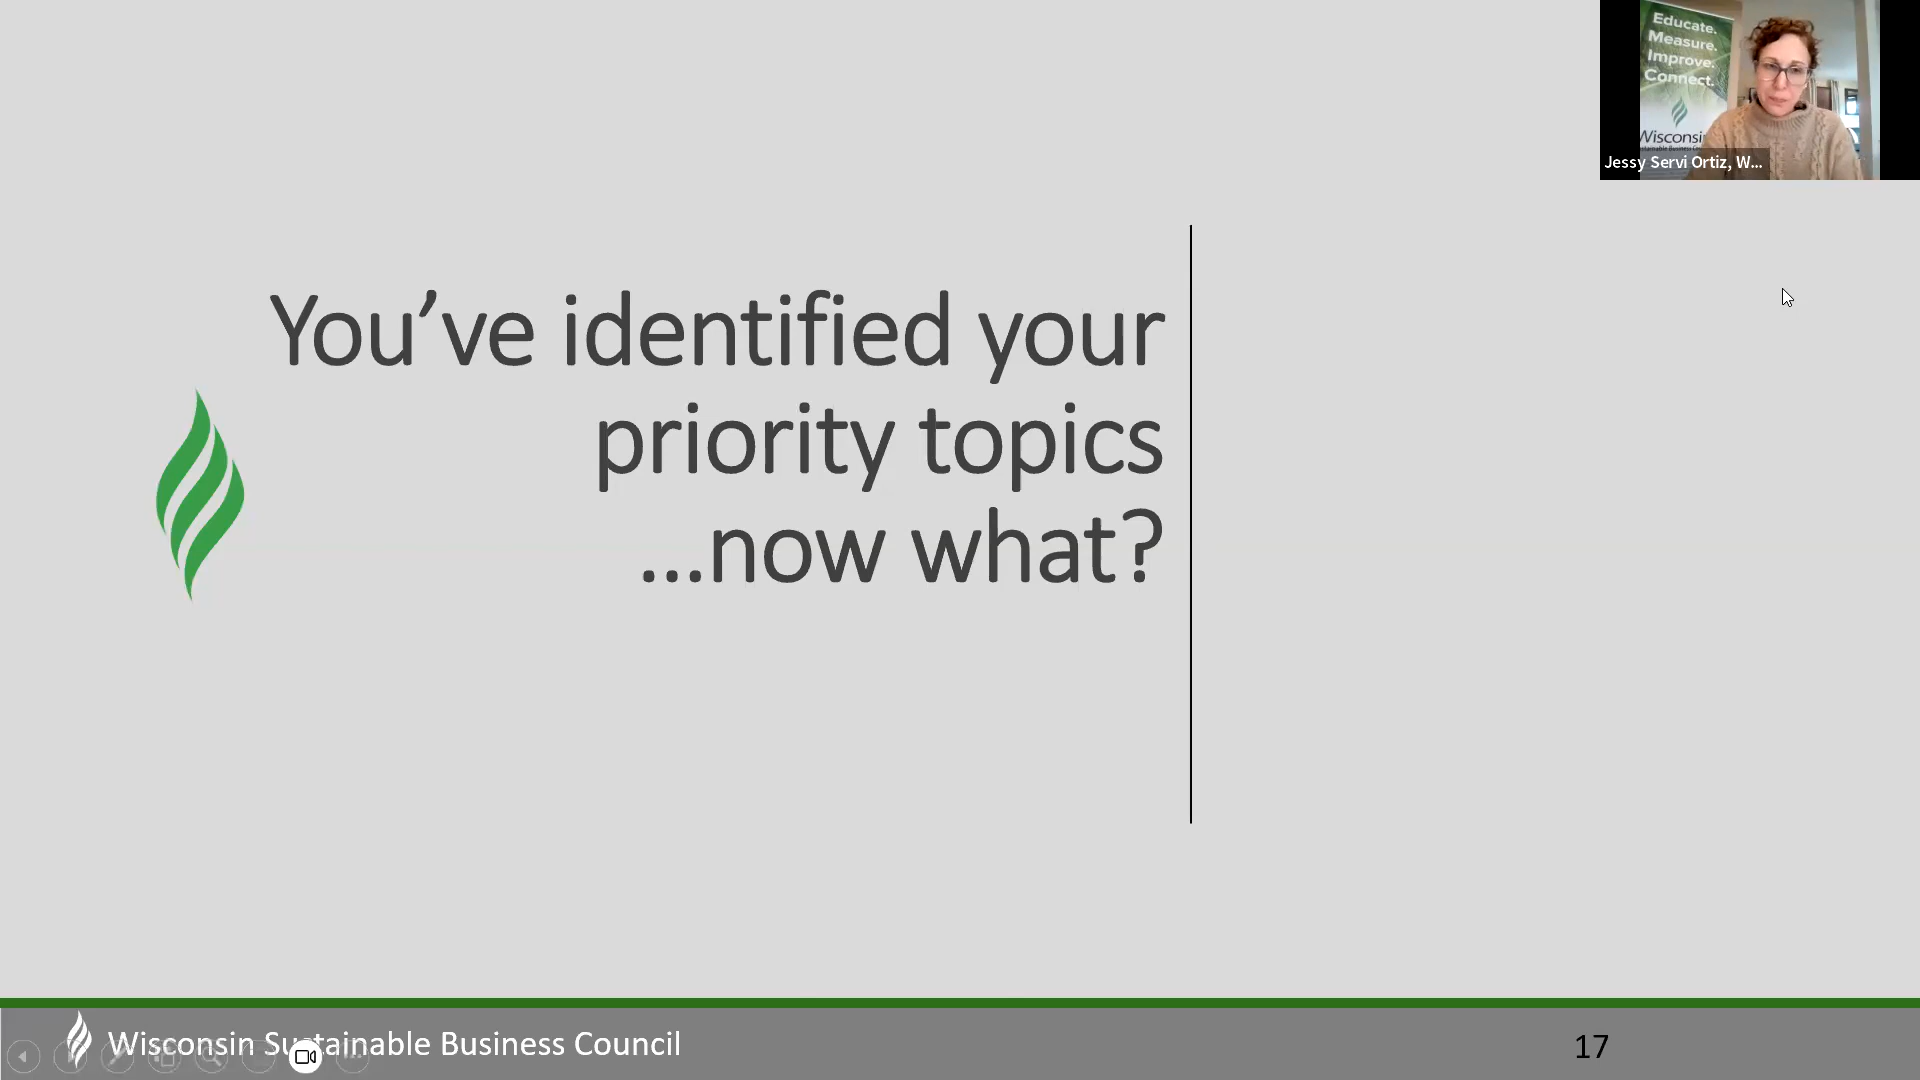 Educate.
Measure.
Improve.
Connect.
Jessy Servi Ortiz, W...
You’ve identified your
priority topics
...now what?
Wisconsin Sustainable Business Council
17